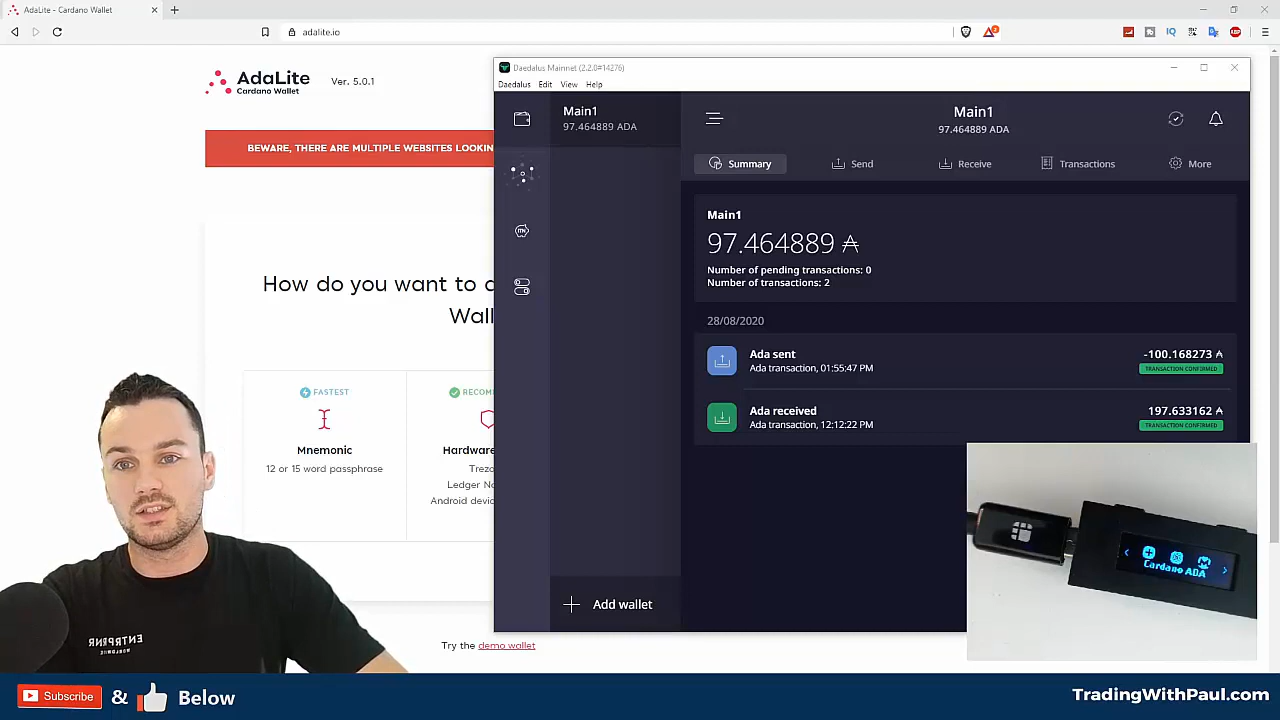 AdaLite - Cardano Wallet
adalite.io
AdaLite
Cardano Wallet
Ver. 5.0.1
BEWARE, THERE ARE MULTIPLE WEBSITES LOOKIN
How do you want to a
Wall
FASTEST
Mnemonic
12 or 15 word passphrase
RECOM
Hardware
Trezo
Ledger No
Android devic
Try the demo wallet
Daedalus Mainnet (2.2.0#14276)
Daedalus Edit View Help
Main1
97.464889 ADA
Add wallet
Main1
97.464889 ADA
Summary Send Receive Transactions More
Main1
97.464889 ₳
Number of pending transactions: 0
Number of transactions: 2
28/08/2020
Ada sent
Ada transaction, 01:55:47 PM
-100.168273 ₳
TRANSACTION CONFIRMED
Ada received
Ada transaction, 12:12:22 PM
197.633162 ₳
TRANSACTION CONFIRMED
Cardano ADA
ENTRPRNR
WORLDWIDE
Subscribe & Below
TradingWithPaul.com